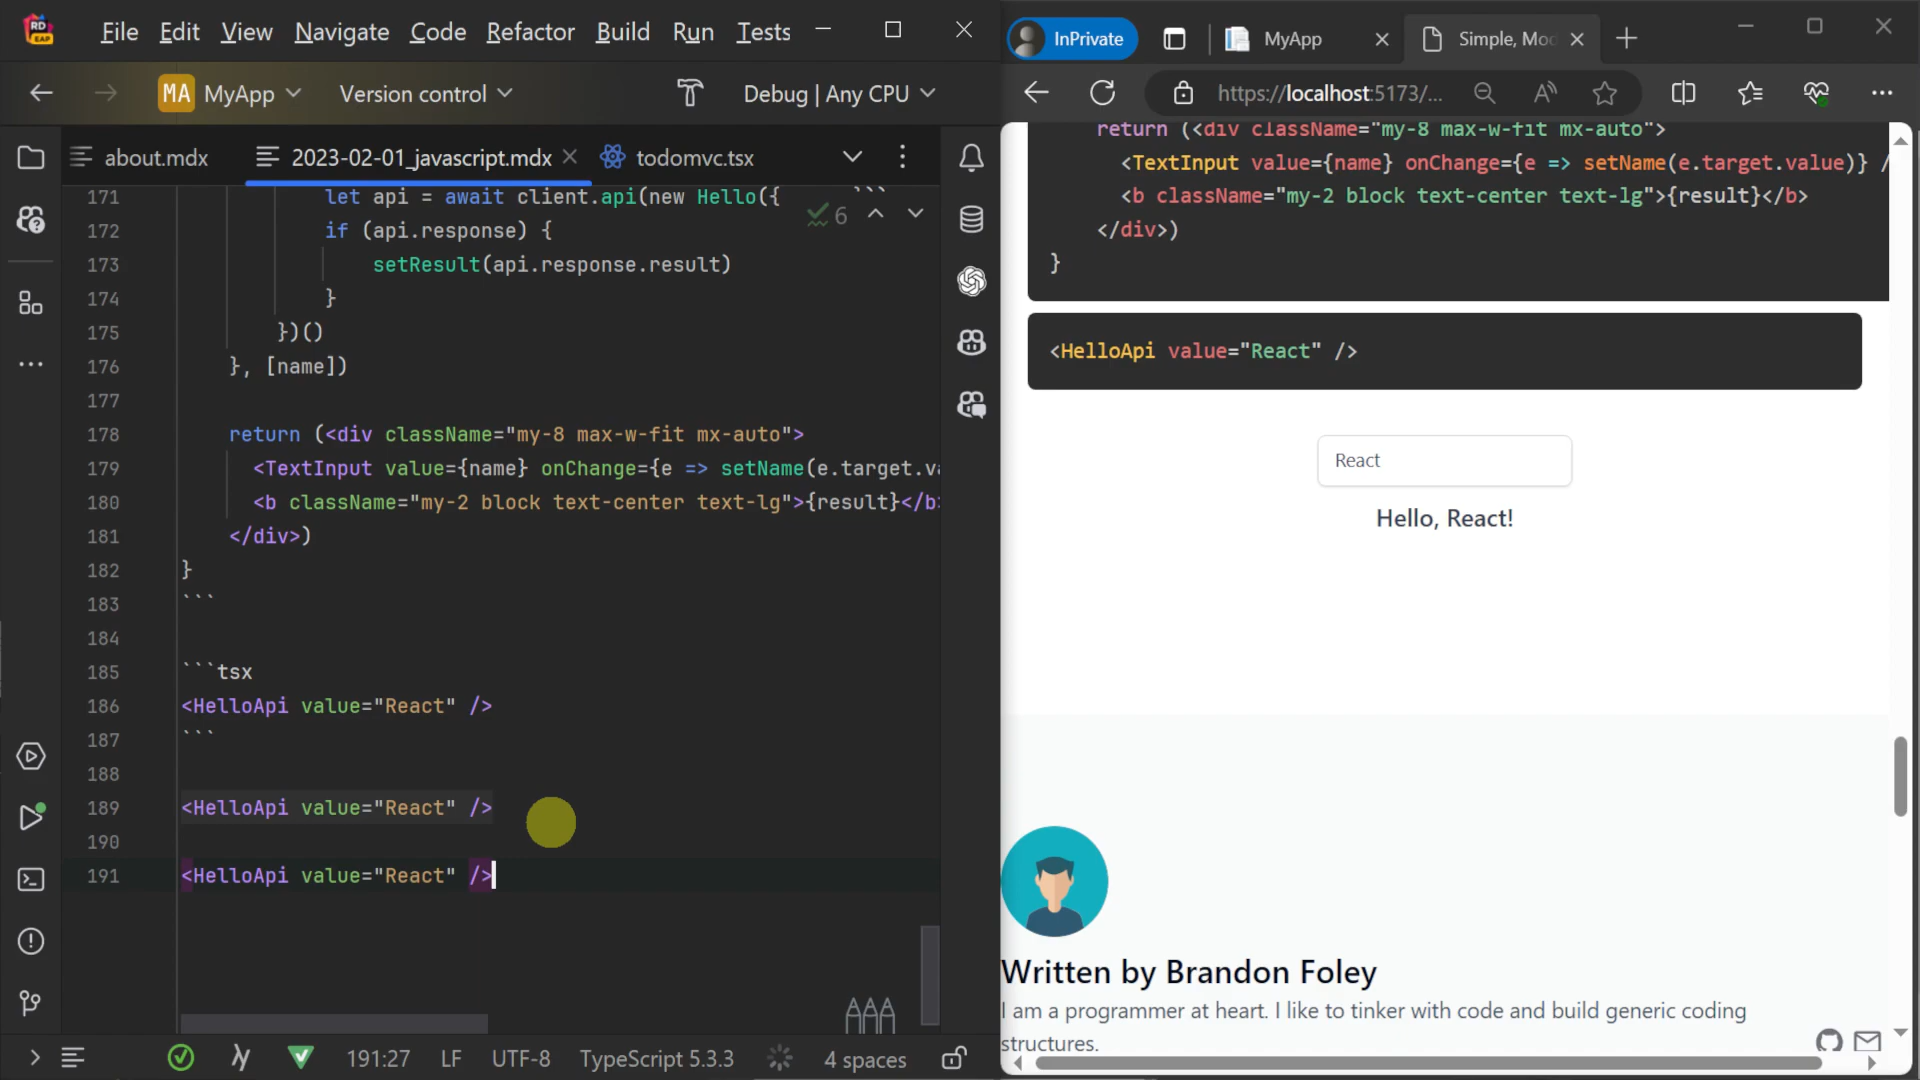 RD
EAP
File Edit View Navigate Code Refactor Build Run Tests
MA MyApp Version control Debug | Any CPU
about.mdx 2023-02-01_javascript.mdx todomvc.tsx
171 let api = await client.api(new Hello({ ```
6
172 if (api.response) {
173 setResult(api.response.result)
174 }
175 })()
176 }, [name])
177
178 return (<div className="my-8 max-w-fit mx-auto">
179 <TextInput value={name} onChange={e => setName(e.target.va
180 <b className="my-2 block text-center text-lg">{result}</b>
181 </div>)
182 }
183 ```
184
185 ```tsx
186 <HelloApi value="React" />
187 ```
188
189 <HelloApi value="React" />
190
191 <HelloApi value="React" />
191:27 LF UTF-8 TypeScript 5.3.3 4 spaces
InPrivate MyApp Simple, Mod
https://localhost:5173/...
return (<div className="my-8 max-w-fit mx-auto">
<TextInput value={name} onChange={e => setName(e.target.value)} /
<b className="my-2 block text-center text-lg">{result}</b>
</div>)
}
<HelloApi value="React" />
React
Hello, React!
Written by Brandon Foley
I am a programmer at heart. I like to tinker with code and build generic coding
structures.